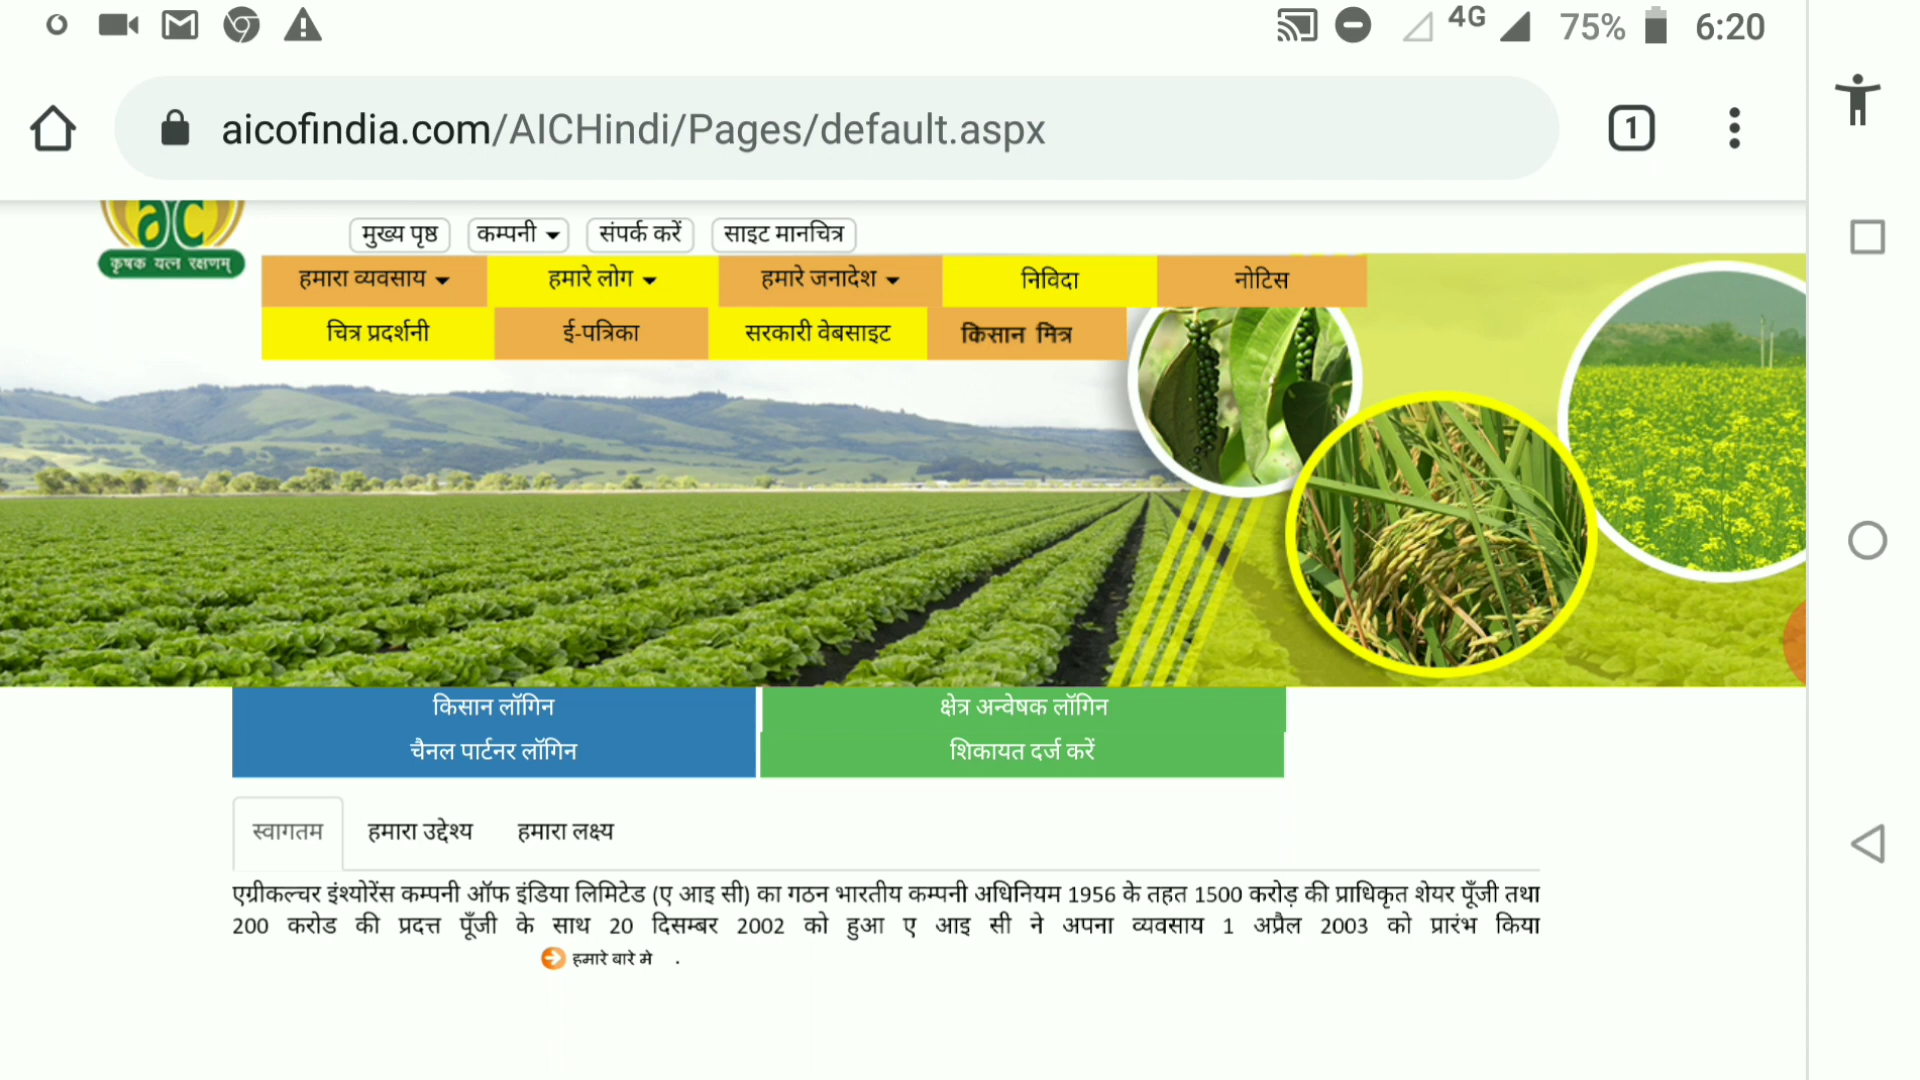 4G 75% 6:20
aicofindia.com/AICHindi/Pages/default.aspx 1
aic
कृषक यत्न रक्षणम्
मुख्य पृष्ठ कम्पनी संपर्क करें साइट मानचित्र
हमारा व्यवसाय हमारे लोग हमारे जनादेश निविदा नोटिस
चित्र प्रदर्शनी ई-पत्रिका सरकारी वेबसाइट किसान मित्र
किसान लॉगिन क्षेत्र अन्वेषक लॉगिन
चैनल पार्टनर लॉगिन शिकायत दर्ज करें
स्वागतम हमारा उद्देश्य हमारा लक्ष्य
एग्रीकल्चर इंश्योरेंस कम्पनी ऑफ इंडिया लिमिटेड (ए आइ सी) का गठन भारतीय कम्पनी अधिनियम 1956 के तहत 1500 करोड़ की प्राधिकृत शेयर पूँजी तथा
200 करोड की प्रदत्त पूँजी के साथ 20 दिसम्बर 2002 को हुआ ए आइ सी ने अपना व्यवसाय 1 अप्रैल 2003 को प्रारंभ किया
हमारे बारे मे .